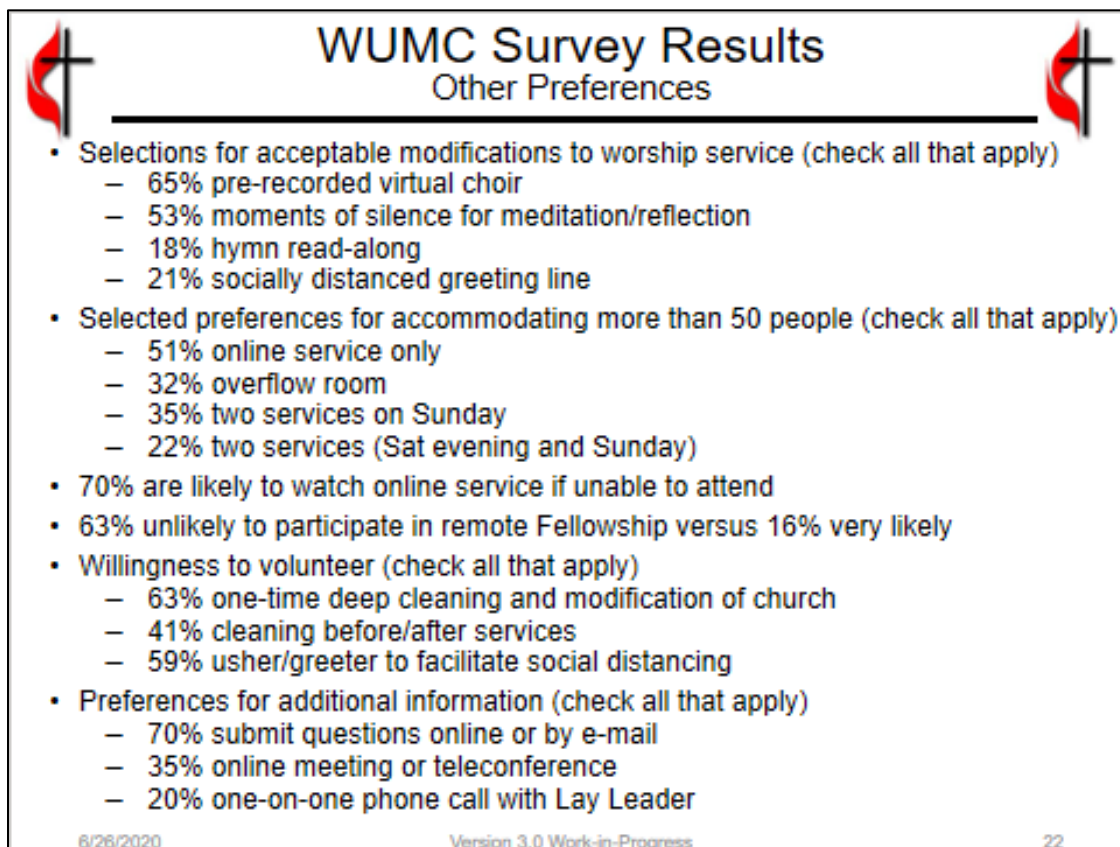 WUMC Survey Results
Other Preferences
• Selections for acceptable modifications to worship service (check all that apply)
– 65% pre-recorded virtual choir
– 53% moments of silence for meditation/reflection
– 18% hymn read-along
– 21% socially distanced greeting line
• Selected preferences for accommodating more than 50 people (check all that apply)
– 51% online service only
– 32% overflow room
– 35% two services on Sunday
– 22% two services (Sat evening and Sunday)
• 70% are likely to watch online service if unable to attend
• 63% unlikely to participate in remote Fellowship versus 16% very likely
• Willingness to volunteer (check all that apply)
– 63% one-time deep cleaning and modification of church
– 41% cleaning before/after services
– 59% usher/greeter to facilitate social distancing
• Preferences for additional information (check all that apply)
– 70% submit questions online or by e-mail
– 35% online meeting or teleconference
– 20% one-on-one phone call with Lay Leader
6/26/2020 Version 3.0 Work-in-Progress 22